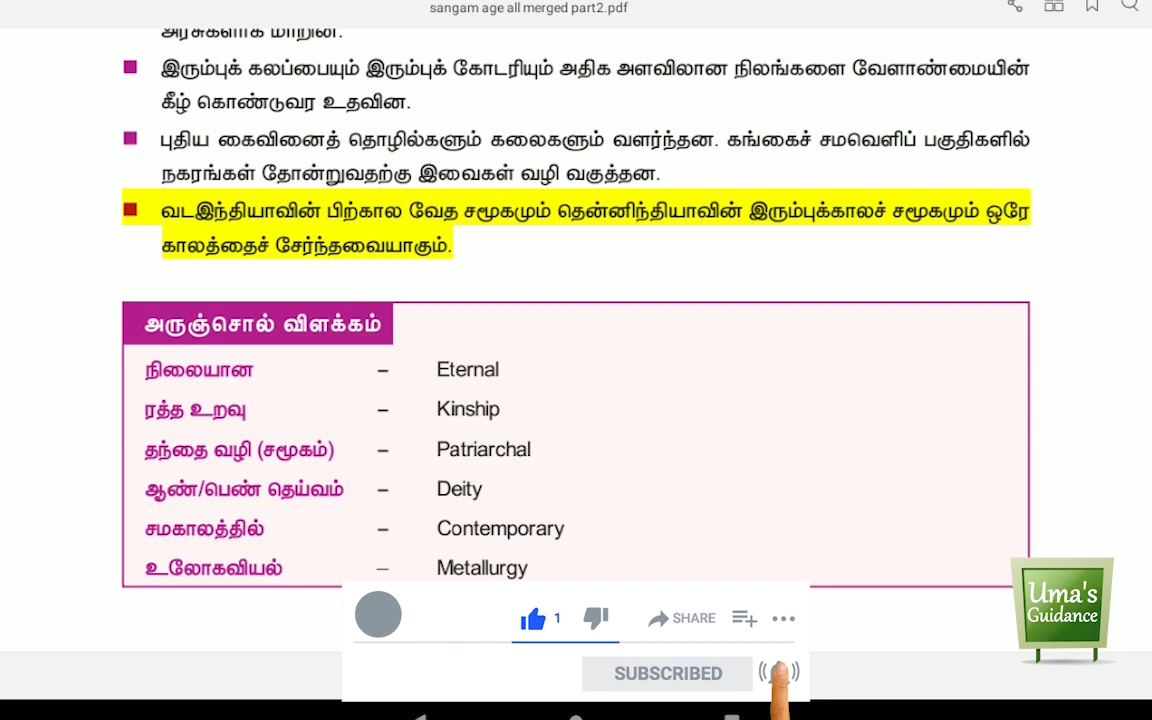 sangam age all merged part2.pdf
அரசுகளாக மாறின.
இரும்புக் கலப்பையும் இரும்புக் கோடரியும் அதிக அளவிலான நிலங்களை வேளாண்மையின்
கீழ் கொண்டுவர உதவின.
புதிய கைவினைத் தொழில்களும் கலைகளும் வளர்ந்தன. கங்கைச் சமவெளிப் பகுதிகளில்
நகரங்கள் தோன்றுவதற்கு இவைகள் வழி வகுத்தன.
வடஇந்தியாவின் பிற்கால வேத சமூகமும் தென்னிந்தியாவின் இரும்புக்காலச் சமூகமும் ஒரே
காலத்தைச் சேர்ந்தவையாகும்.
அருஞ்சொல் விளக்கம்
நிலையான – Eternal
ரத்த உறவு – Kinship
தந்தை வழி (சமூகம்) – Patriarchal
ஆண்/பெண் தெய்வம் – Deity
சமகாலத்தில் – Contemporary
உலோகவியல் – Metallurgy
Uma's
Guidance
1 SHARE
SUBSCRIBED